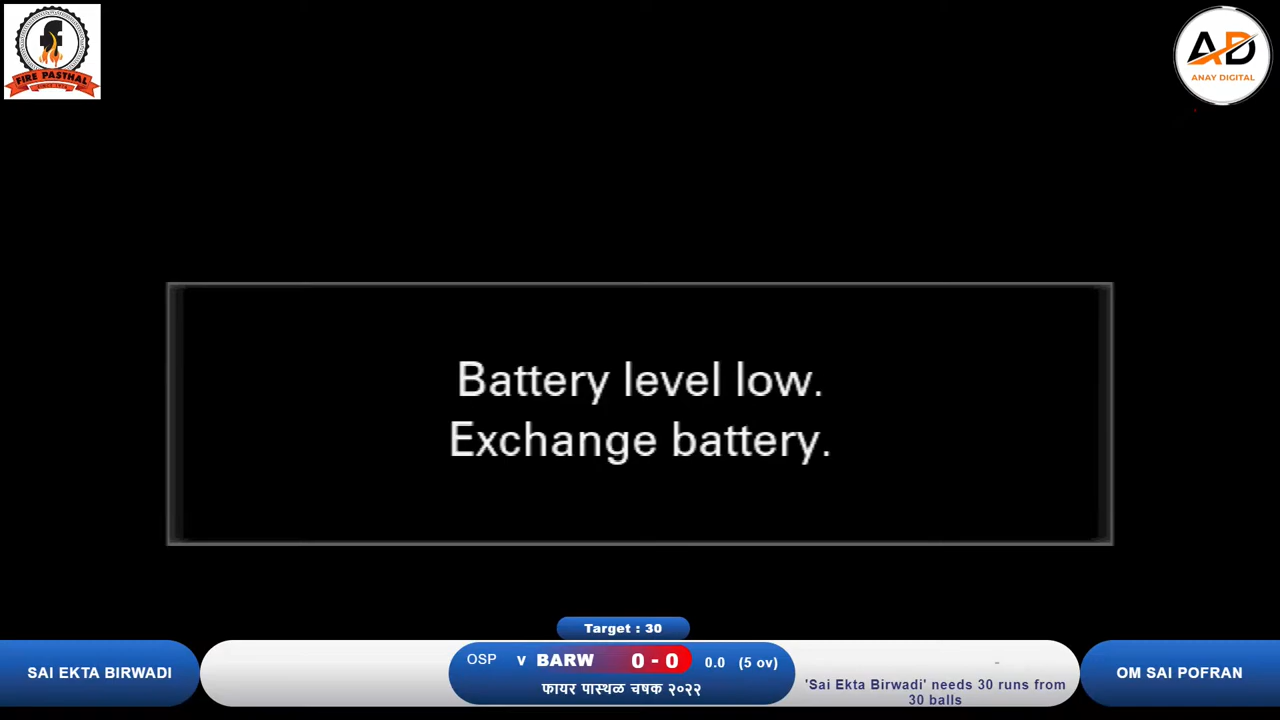 f
FIRE PASTHAL
AD
ANAY DIGITAL
Battery level low.
Exchange battery.
Target : 30
SAI EKTA BIRWADI
OSP v BARW 0 - 0 0.0 (5 ov)
फायर पास्थळ चषक २०२२
-
'Sai Ekta Birwadi' needs 30 runs from
30 balls
OM SAI POFRAN